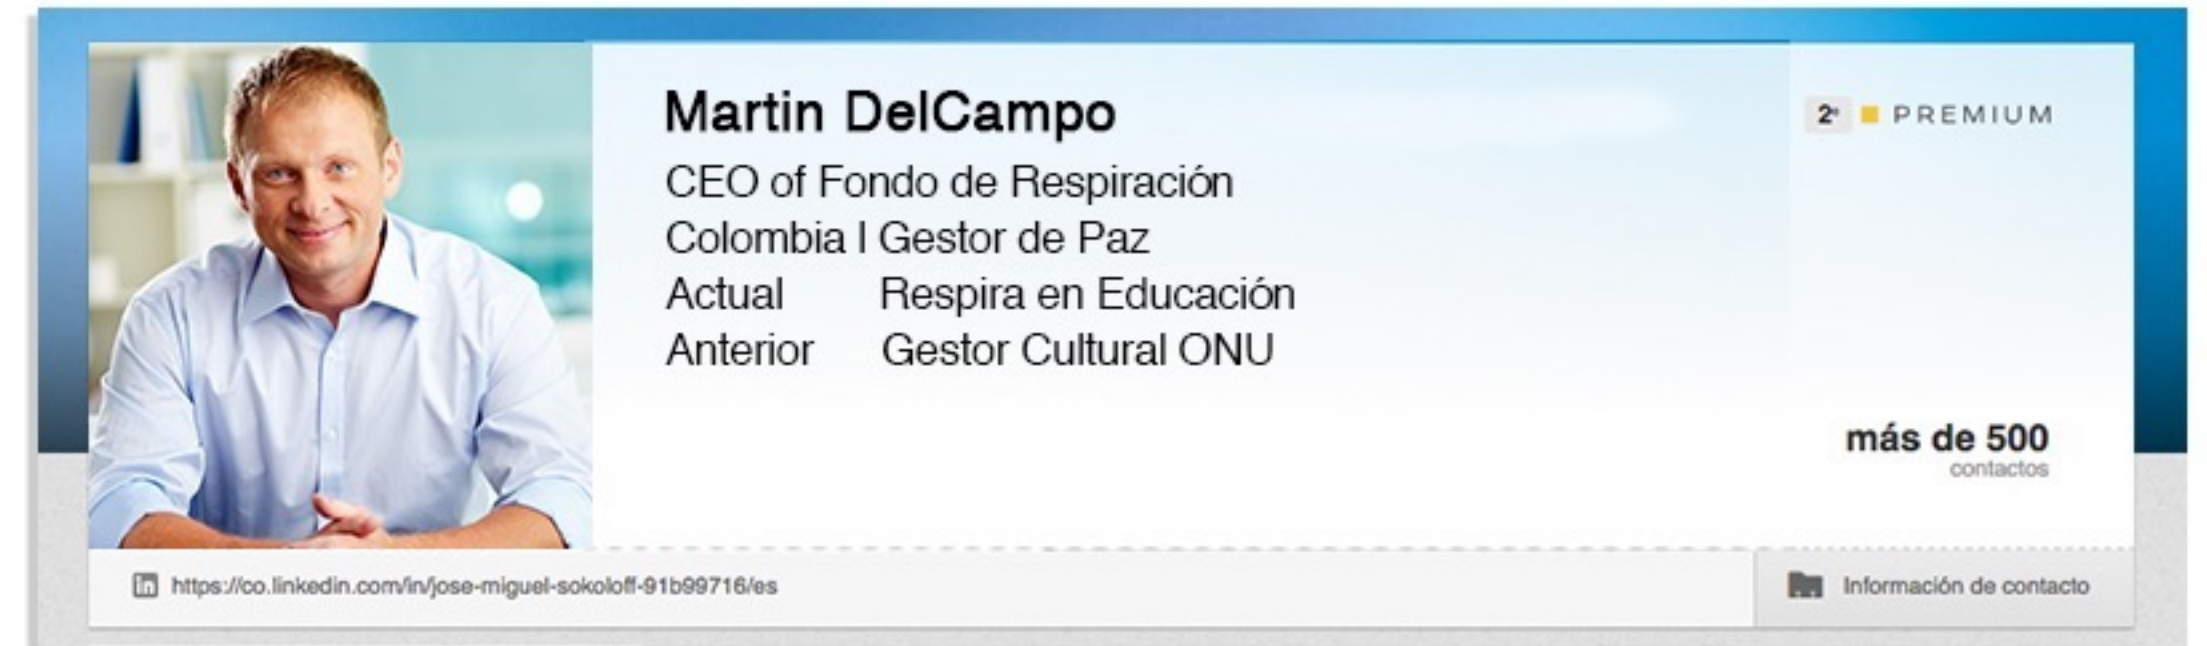 Martin DelCampo
2º PREMIUM
CEO of Fondo de Respiración
Colombia l Gestor de Paz
Actual Respira en Educación
Anterior Gestor Cultural ONU
más de 500
contactos
in https://co.linkedin.com/in/jose-miguel-sokoloff-91b99716/es
Información de contacto